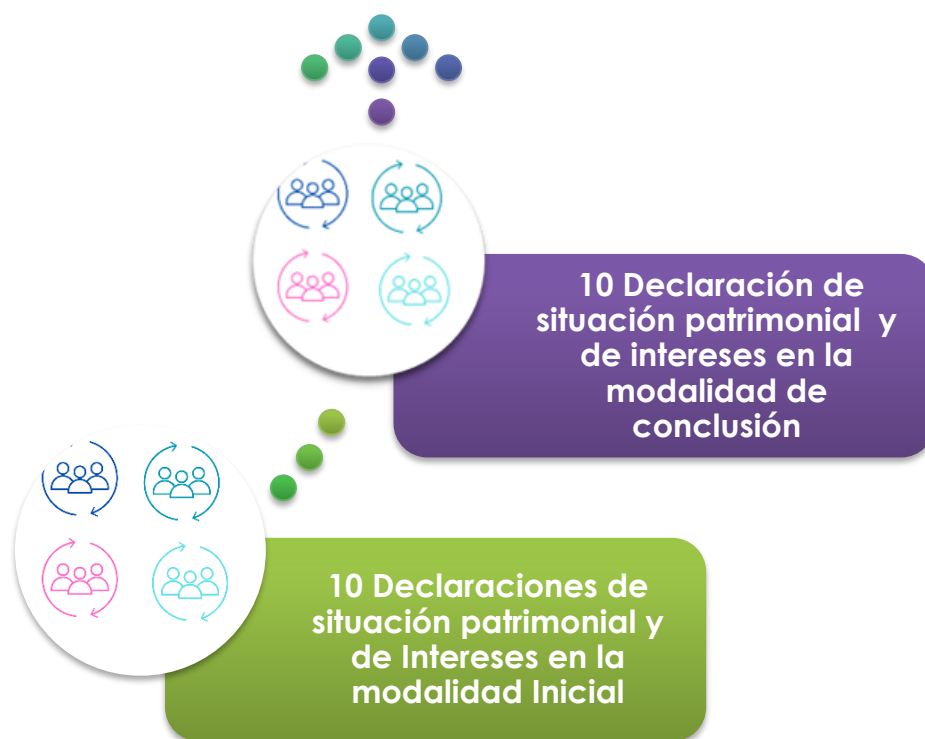 10 Declaración de
situación patrimonial  y
de intereses en la
modalidad de
conclusión
10 Declaraciones de
situación patrimonial y
de Intereses en la
modalidad Inicial